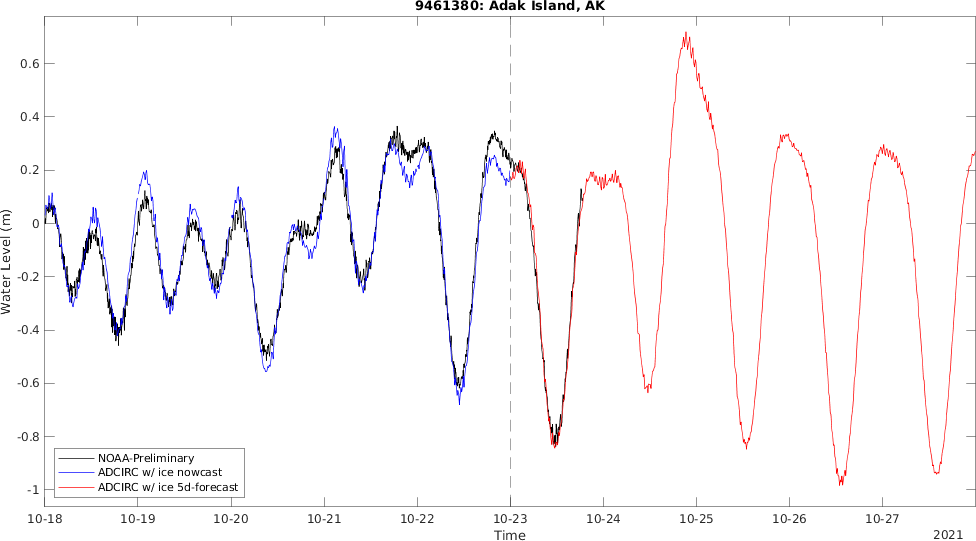 9461380: Adak Island, AK
Water Level (m)
0.6
0.4
0.2
0
-0.2
-0.4
-0.6
-0.8
-1
NOAA-Preliminary
ADCIRC w/ ice nowcast
ADCIRC w/ ice 5d-forecast
10-18 10-19 10-20 10-21 10-22 10-23 10-24 10-25 10-26 10-27
Time
2021